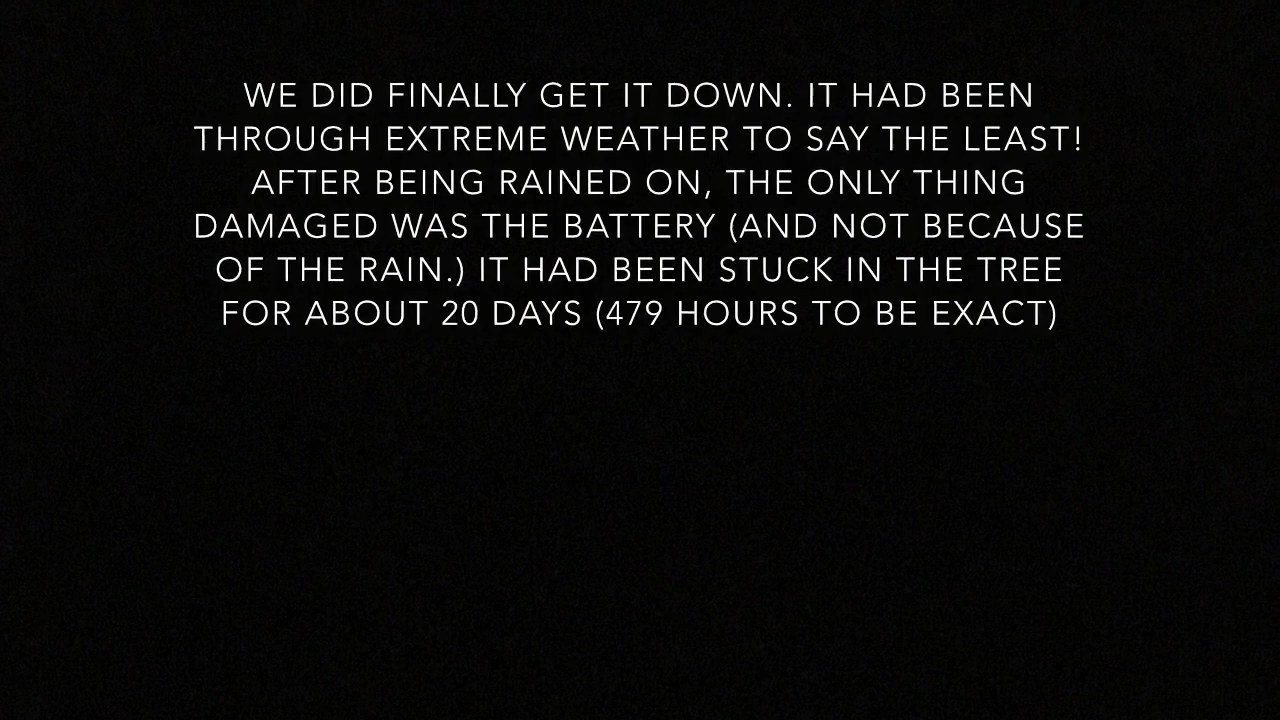 WE DID FINALLY GET IT DOWN. IT HAD BEEN
THROUGH EXTREME WEATHER TO SAY THE LEAST!
AFTER BEING RAINED ON, THE ONLY THING
DAMAGED WAS THE BATTERY (AND NOT BECAUSE
OF THE RAIN.) IT HAD BEEN STUCK IN THE TREE
FOR ABOUT 20 DAYS (479 HOURS TO BE EXACT)